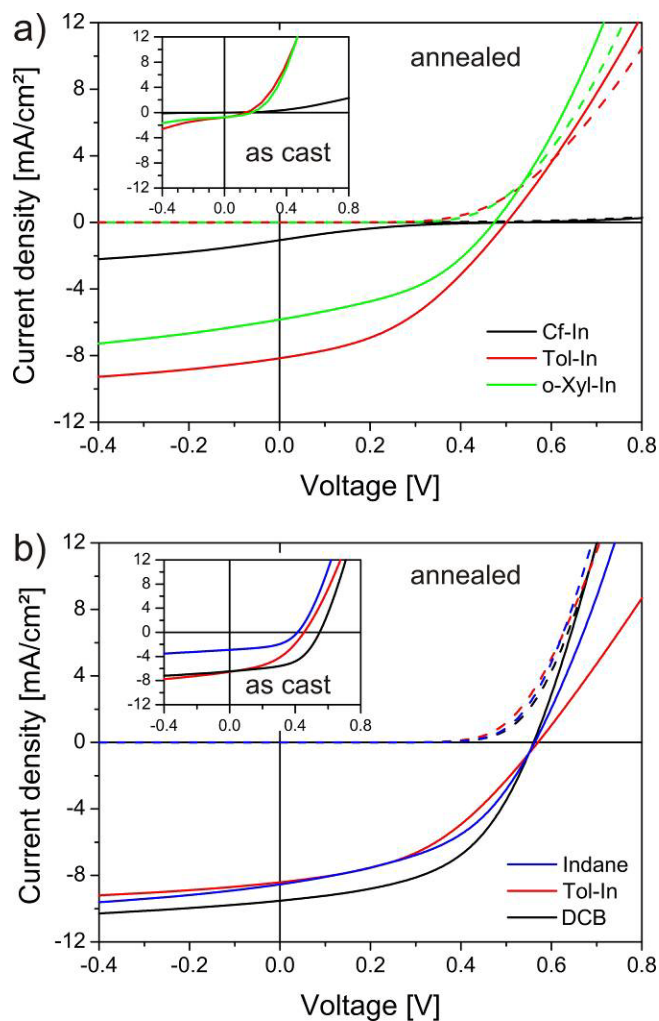 a)
annealed
12
8
4
0
-4
-8
-12
Current density [mA/cm²]
12
8
4
0
-4
-8
-12
-0.4 0.0 0.4 0.8
as cast
Cf-In
Tol-In
o-Xyl-In
-0.4 -0.2 0.0 0.2 0.4 0.6 0.8
Voltage [V]
b)
annealed
12
8
4
0
-4
-8
-12
Current density [mA/cm²]
12
8
4
0
-4
-8
-12
-0.4 0.0 0.4 0.8
as cast
Indane
Tol-In
DCB
-0.4 -0.2 0.0 0.2 0.4 0.6 0.8
Voltage [V]